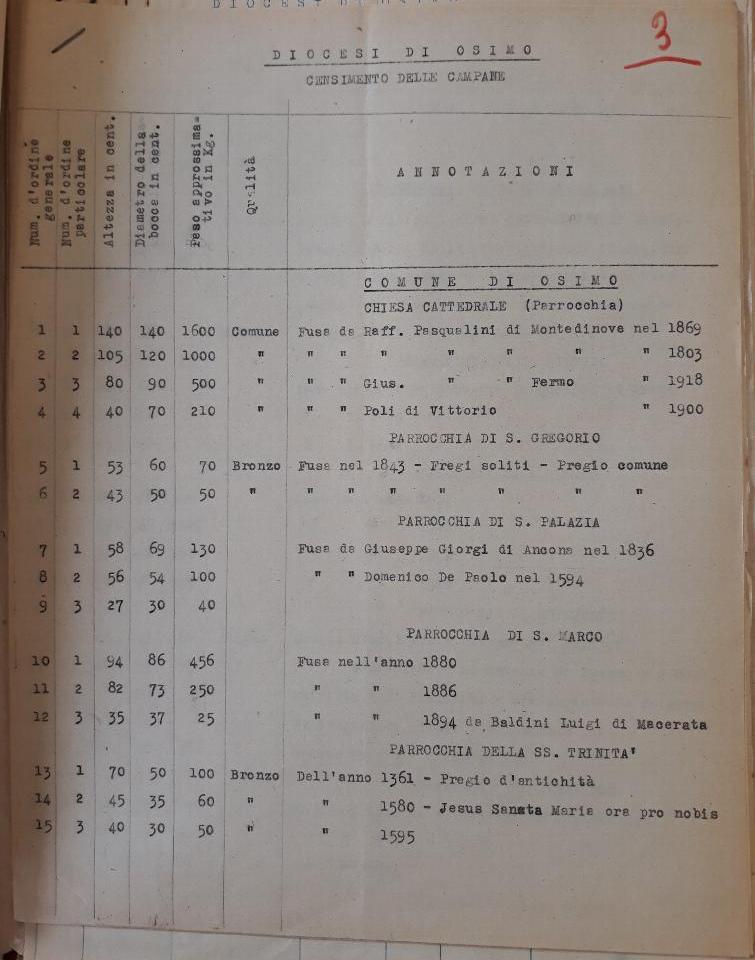 3
DIOCESI DI OSIMO
CENSIMENTO DELLE CAMPANE
Num. d'ordine generale
Num. d'ordine particolare
Altezza in cent.
Diametro della bocca in cent.
Peso approssima-tivo in Kg.
Qualità
ANNOTAZIONI
COMUNE DI OSIMO
CHIESA CATTEDRALE (Parrocchia)
1 1 140 140 1600 Comune Fusa da Raff. Pasqualini di Montedinove nel 1869
2 2 105 120 1000 " " " " " " " " 1803
3 3 80 90 500 " " " Gius. " " Fermo " 1918
4 4 40 70 210 " " " Poli di Vittorio " 1900
PARROCCHIA DI S. GREGORIO
5 1 53 60 70 Bronzo Fusa nel 1843 - Fregi soliti - Pregio comune
6 2 43 50 50 " " " " " " " "
PARROCCHIA DI S. PALAZIA
7 1 58 69 130 Fusa da Giuseppe Giorgi di Ancona nel 1836
8 2 56 54 100 " " Domenico De Paolo nel 1594
9 3 27 30 40
PARROCCHIA DI S. MARCO
10 1 94 86 456 Fusa nell'anno 1880
11 2 82 73 250 " " 1886
12 3 35 37 25 " " 1894 da Baldini Luigi di Macerata
PARROCCHIA DELLA SS. TRINITA'
13 1 70 50 100 Bronzo Dell'anno 1361 - Pregio d'antichità
14 2 45 35 60 " " 1580 - Jesus Sanata Maria ora pro nobis
15 3 40 30 50 " " 1595